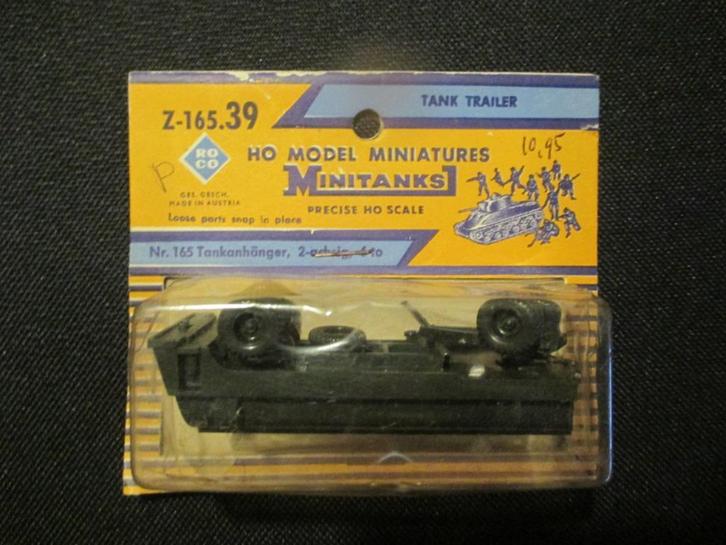 TANK TRAILER
Z-165.39
10,95
P
RO
CO
HO MODEL MINIATURES
MINITANKS
GES. GESCH.
MADE IN AUSTRIA
PRECISE HO SCALE
Loose parts snap in place
Nr. 165 Tankanhänger, 2-achsig, 4 to